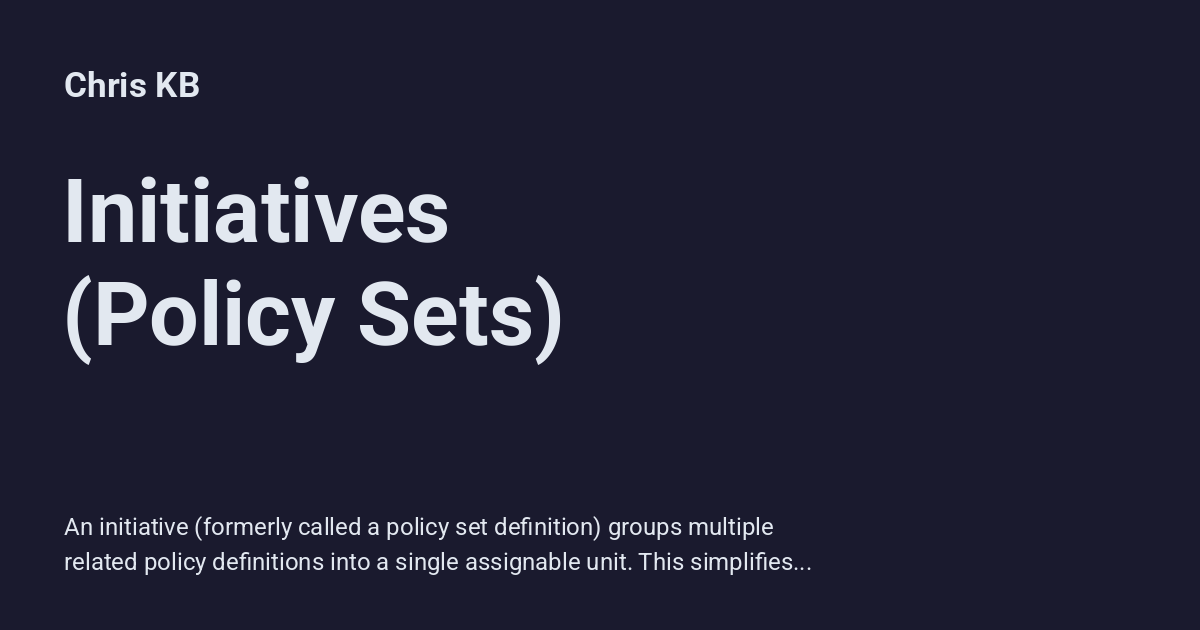 Chris KB
Initiatives
(Policy Sets)
An initiative (formerly called a policy set definition) groups multiple
related policy definitions into a single assignable unit. This simplifies...